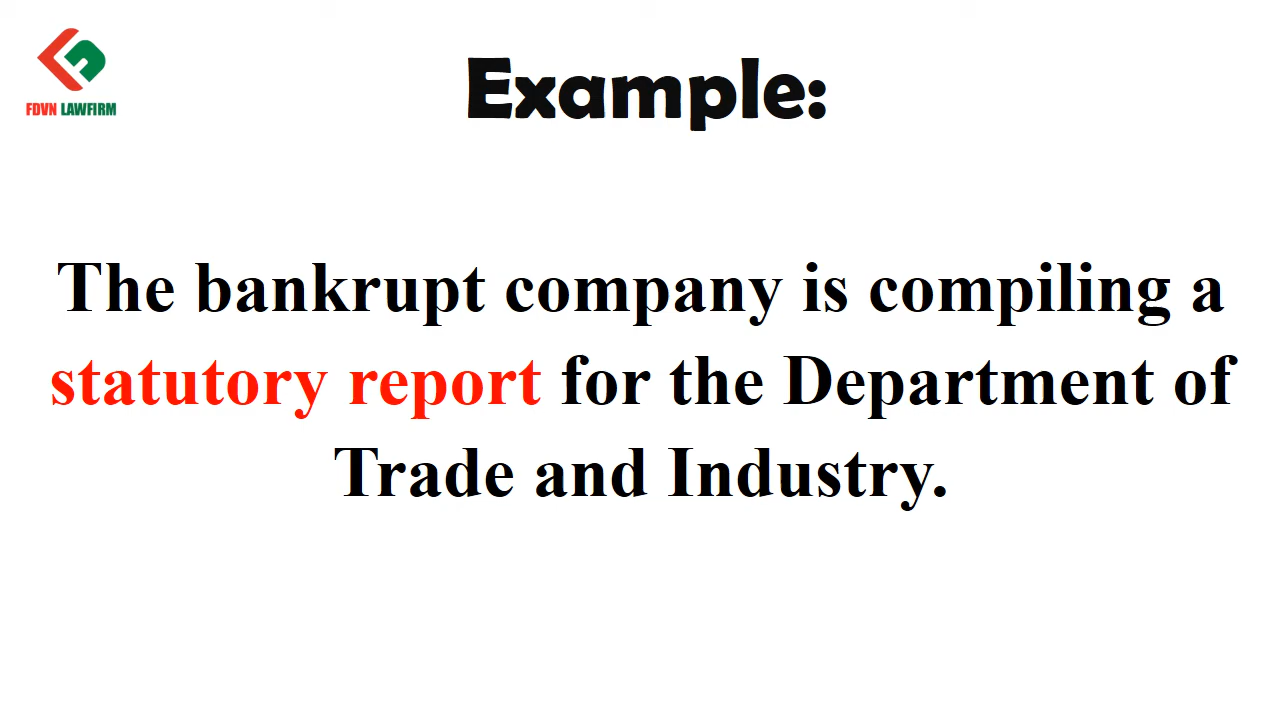 FDVN LAWFIRM
Example:
The bankrupt company is compiling a
statutory report for the Department of
Trade and Industry.